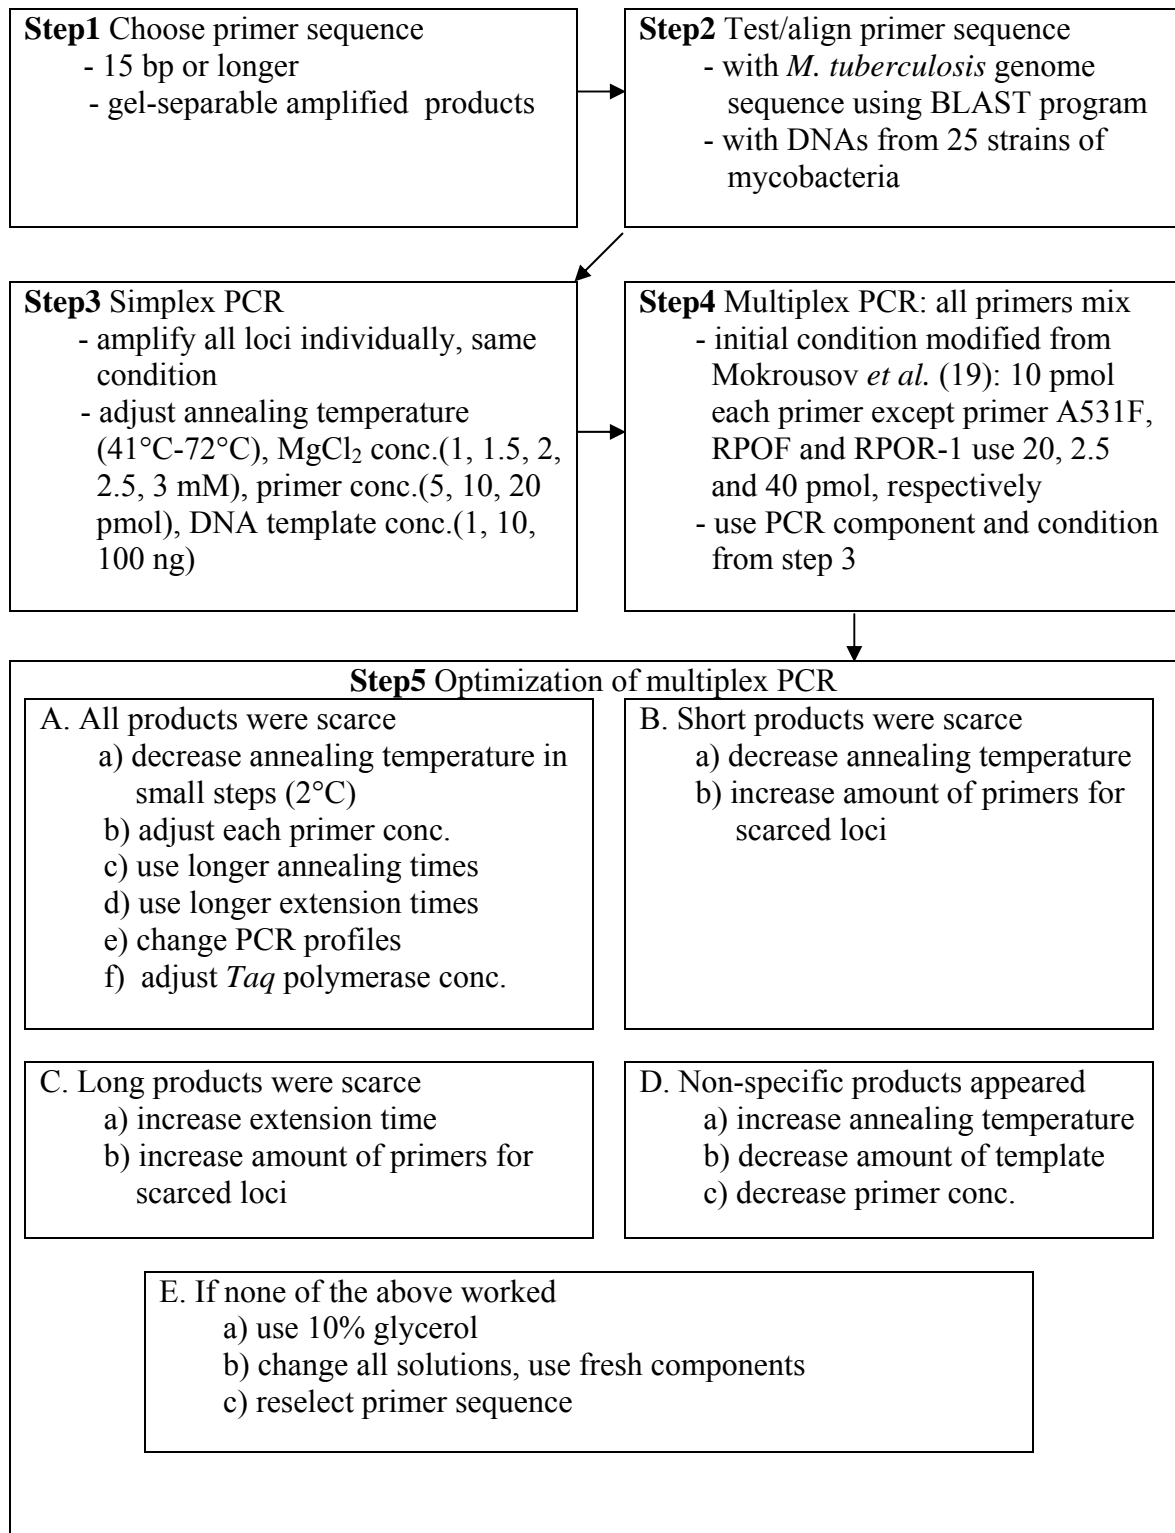 Step1 Choose primer sequence
- 15 bp or longer
- gel-separable amplified products
Step2 Test/align primer sequence
- with M. tuberculosis genome
sequence using BLAST program
- with DNAs from 25 strains of
mycobacteria
Step3 Simplex PCR
- amplify all loci individually, same
condition
- adjust annealing temperature
(41°C-72°C), MgCl₂ conc.(1, 1.5, 2,
2.5, 3 mM), primer conc.(5, 10, 20
pmol), DNA template conc.(1, 10,
100 ng)
Step4 Multiplex PCR: all primers mix
- initial condition modified from
Mokrousov et al. (19): 10 pmol
each primer except primer A531F,
RPOF and RPOR-1 use 20, 2.5
and 40 pmol, respectively
- use PCR component and condition
from step 3
Step5 Optimization of multiplex PCR
A. All products were scarce
a) decrease annealing temperature in
small steps (2°C)
b) adjust each primer conc.
c) use longer annealing times
d) use longer extension times
e) change PCR profiles
f) adjust Taq polymerase conc.
B. Short products were scarce
a) decrease annealing temperature
b) increase amount of primers for
scarced loci
C. Long products were scarce
a) increase extension time
b) increase amount of primers for
scarced loci
D. Non-specific products appeared
a) increase annealing temperature
b) decrease amount of template
c) decrease primer conc.
E. If none of the above worked
a) use 10% glycerol
b) change all solutions, use fresh components
c) reselect primer sequence